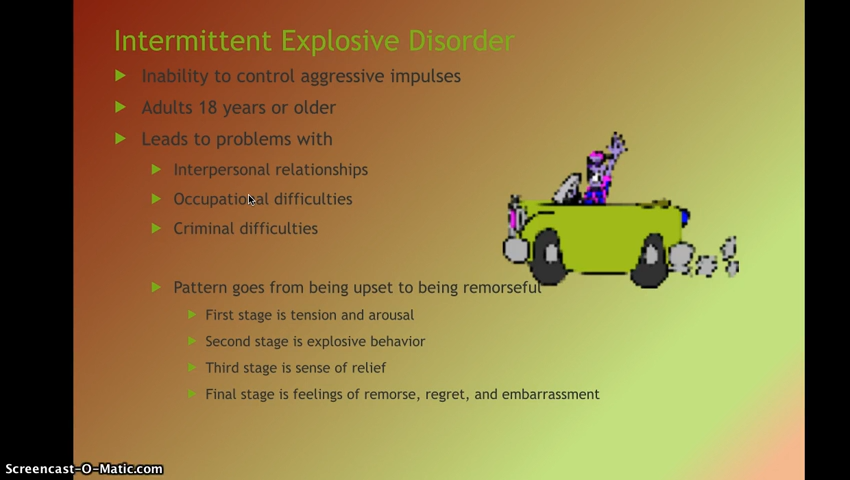 Intermittent Explosive Disorder
Inability to control aggressive impulses
Adults 18 years or older
Leads to problems with
Interpersonal relationships
Occupational difficulties
Criminal difficulties
Pattern goes from being upset to being remorseful
First stage is tension and arousal
Second stage is explosive behavior
Third stage is sense of relief
Final stage is feelings of remorse, regret, and embarrassment
Screencast-O-Matic.com